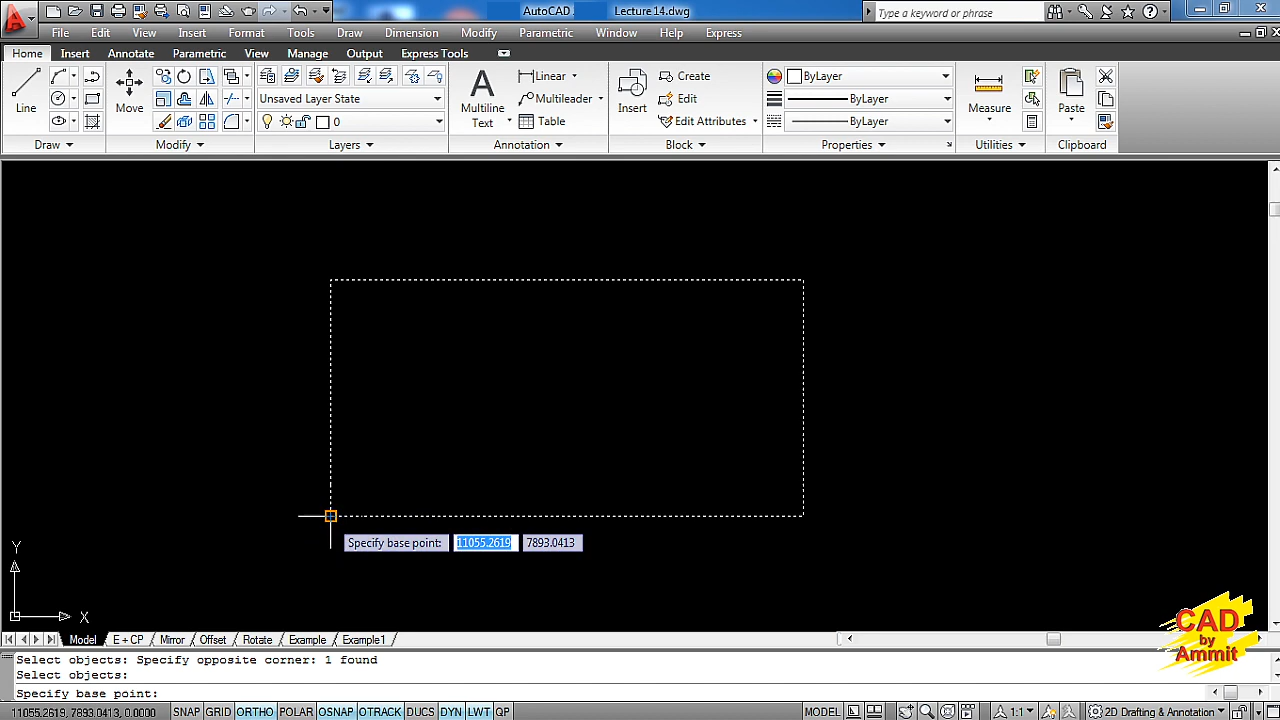 AutoCAD Lecture 14.dwg Type a keyword or phrase
File Edit View Insert Format Tools Draw Dimension Modify Parametric Window Help Express
Home Insert Annotate Parametric View Manage Output Express Tools
Line
Draw
Move
Modify
Unsaved Layer State
0
Layers
A
Multiline
Text
Linear
Multileader
Table
Annotation
Insert
Create
Edit
Edit Attributes
Block
ByLayer
ByLayer
ByLayer
Properties
Measure
Utilities
Paste
Clipboard
Specify base point: 11055.2619 7893.0413
Y
X
CAD
by
Ammit
Model E + CP Mirror Offset Rotate Example Example1
Select objects: Specify opposite corner: 1 found
Select objects:
Specify base point:
11055.2619, 7893.0413, 0.0000 SNAP GRID ORTHO POLAR OSNAP OTRACK DUCS DYN LWT QP MODEL 1:1 2D Drafting & Annotation